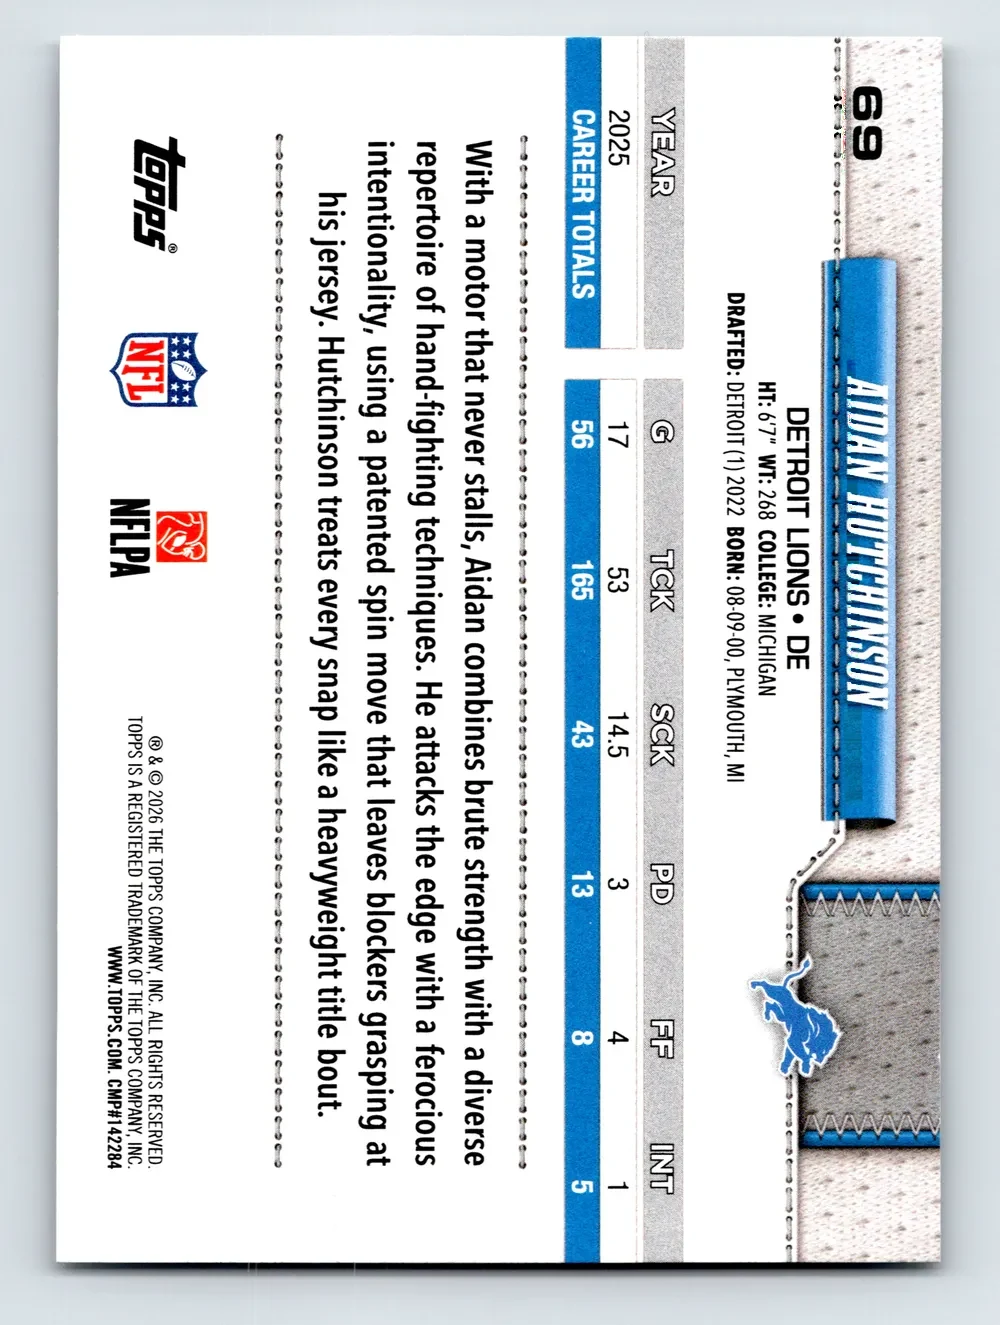 69
AIDAN HUTCHINSON
DETROIT LIONS • DE
HT: 6'7" WT: 268 COLLEGE: MICHIGAN
DRAFTED: DETROIT (1) 2022 BORN: 08-09-00, PLYMOUTH, MI
YEAR G TCK SCK PD FF INT
2025 17 53 14.5 3 4 1
CAREER TOTALS 56 165 43 13 8 5
With a motor that never stalls, Aidan combines brute strength with a diverse
repertoire of hand-fighting techniques. He attacks the edge with a ferocious
intentionality, using a patented spin move that leaves blockers grasping at
his jersey. Hutchinson treats every snap like a heavyweight title bout.
topps®
NFL
NFLPA
® & © 2026 THE TOPPS COMPANY, INC. ALL RIGHTS RESERVED.
TOPPS IS A REGISTERED TRADEMARK OF THE TOPPS COMPANY, INC.
WWW.TOPPS.COM. CMP#142284